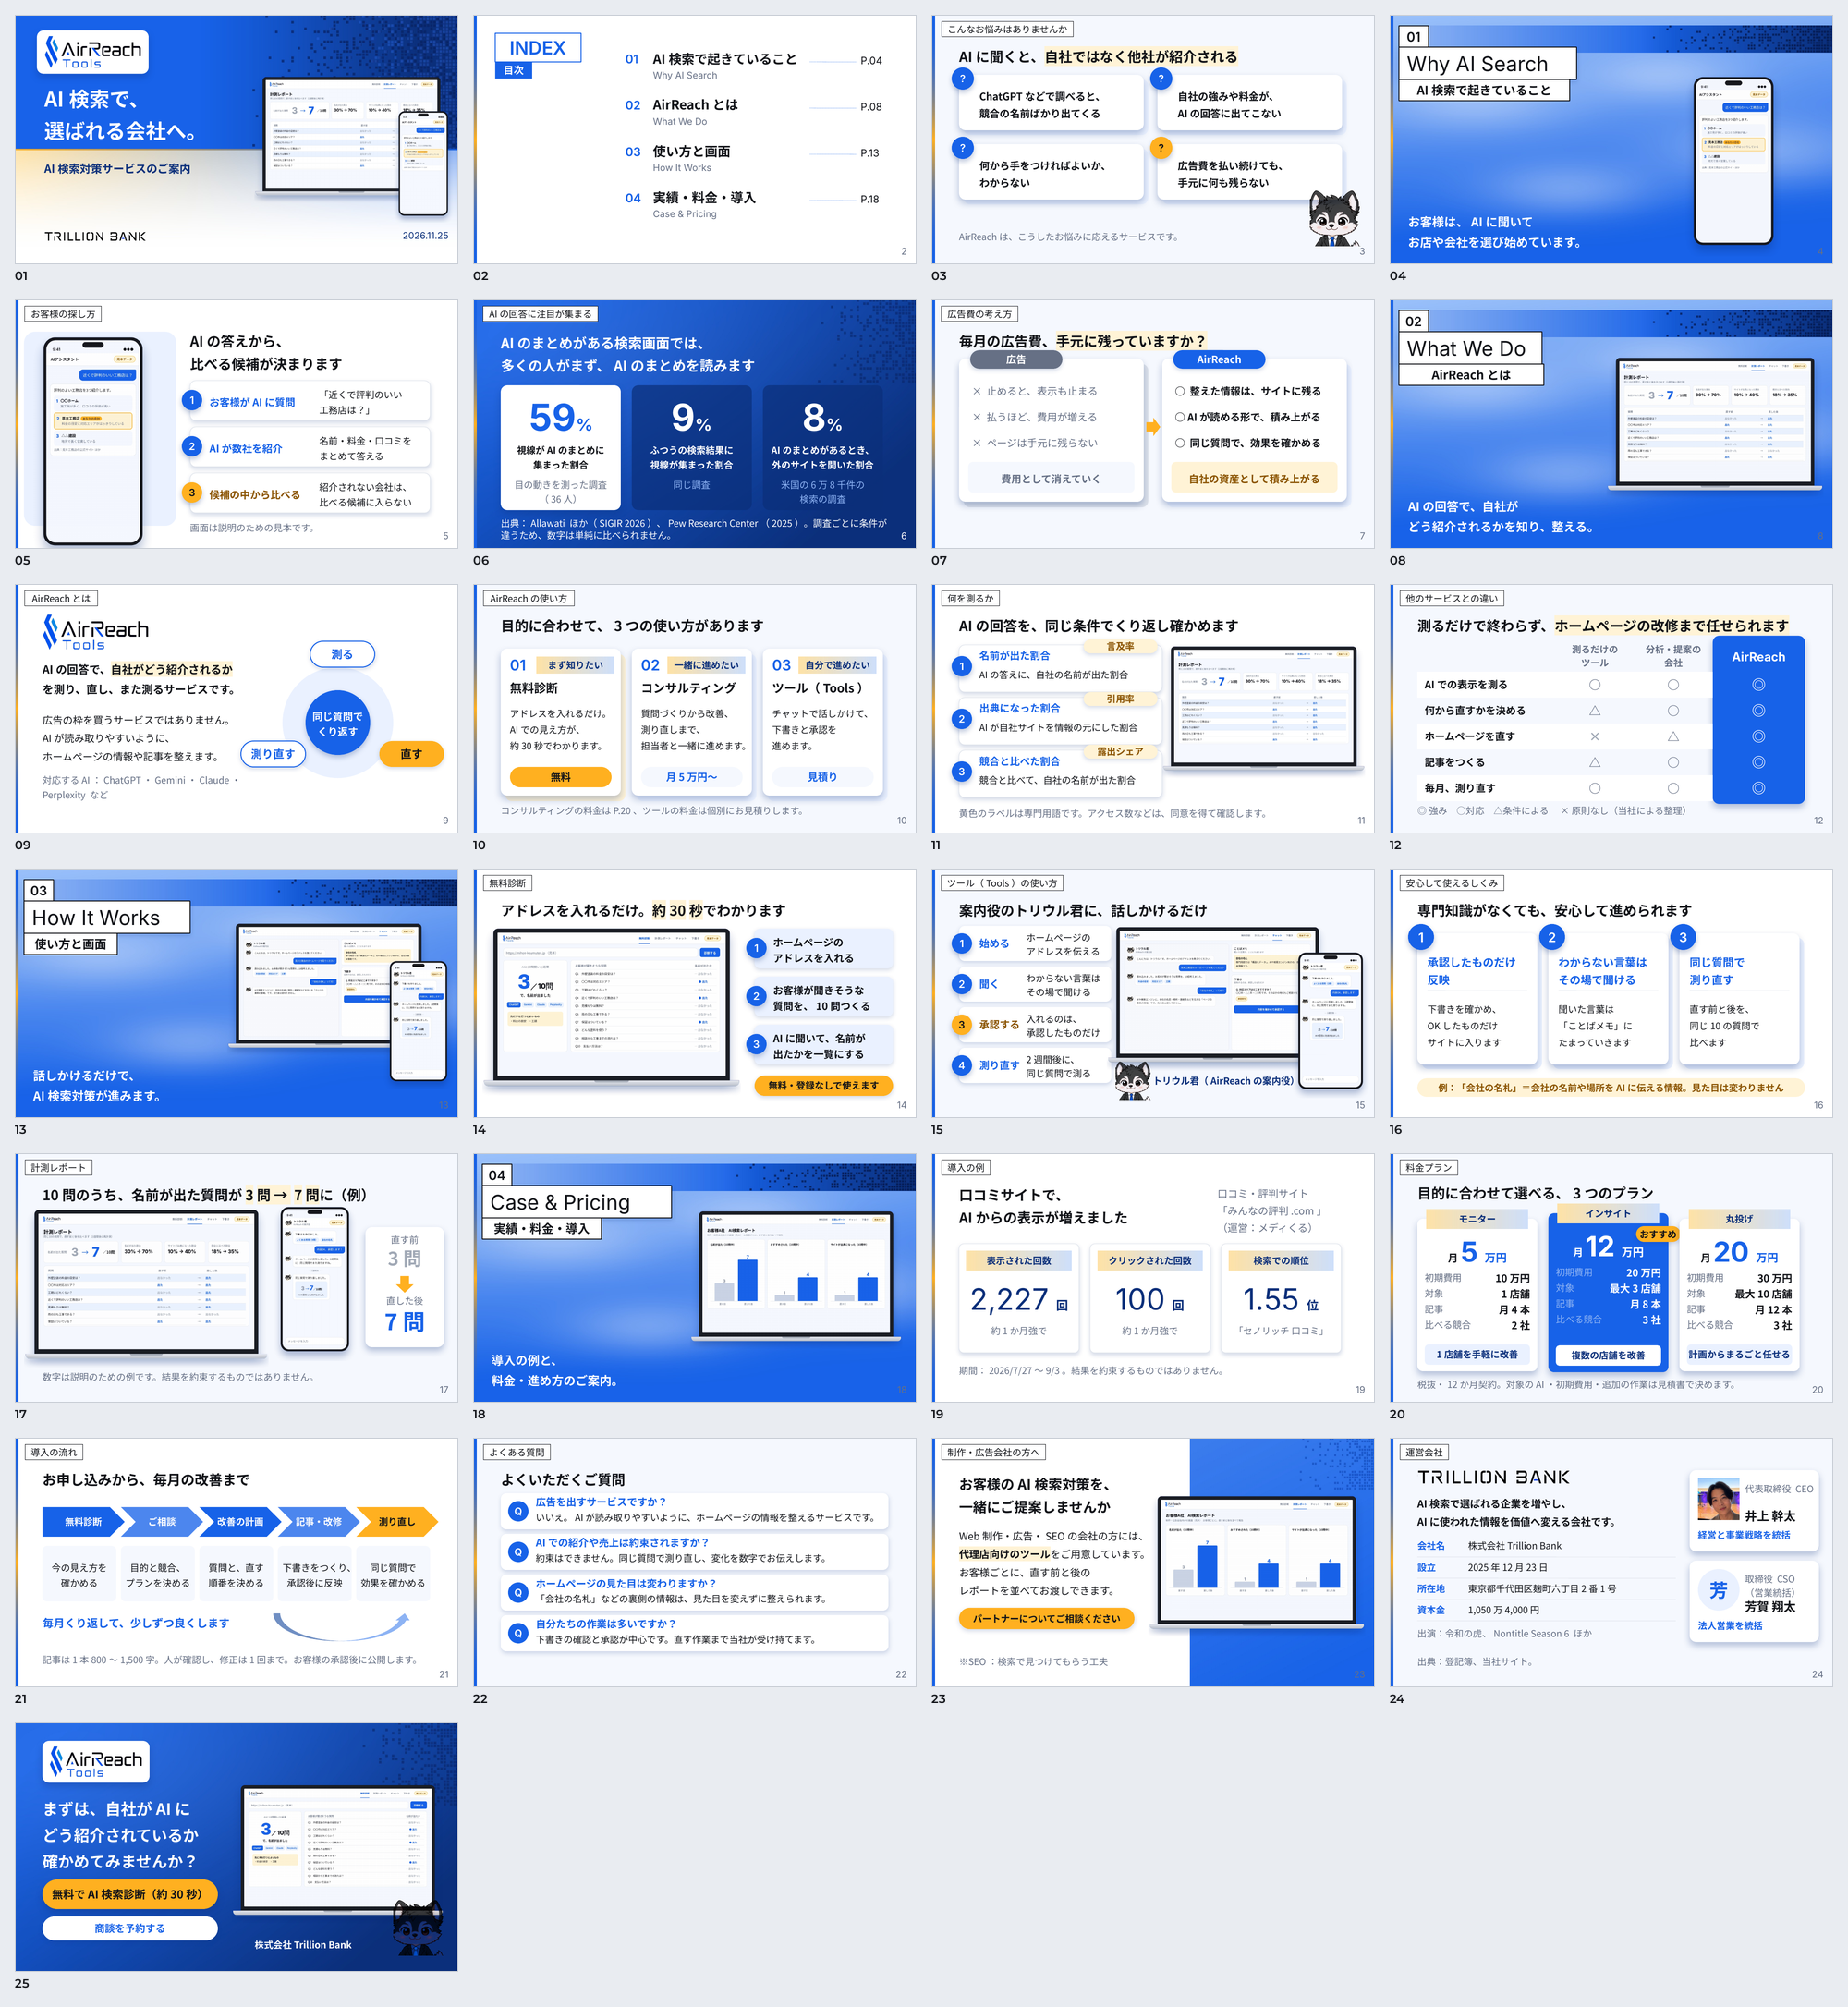 AirReach
Tools
AI 検索で、
選ばれる会社へ。
AI 検索対策サービスのご案内
TRILLION BANK
2026.11.25
01
INDEX
目次
01 AI 検索で起きていること P.04
Why AI Search
02 AirReach とは P.08
What We Do
03 使い方と画面 P.13
How It Works
04 実績・料金・導入 P.18
Case & Pricing
2
02
こんなお悩みはありませんか
AI に聞くと、自社ではなく他社が紹介される
?
ChatGPT などで調べると、
競合の名前ばかり出てくる
?
自社の強みや料金が、
AI の回答に出てこない
?
何から手をつければよいか、
わからない
?
広告費を払い続けても、
手元に何も残らない
AirReach は、こうしたお悩みに応えるサービスです。
3
03
01
Why AI Search
AI 検索で起きていること
お客様は、AI に聞いて
お店や会社を選び始めています。
04
お客様の探し方
AI の答えから、
比べる候補が決まります
1 お客様が AI に質問
「近くで評判のいい
工務店は？」
2 AI が数社を紹介
名前・料金・口コミを
まとめて答える
3 候補の中から比べる
紹介されない会社は、
比べる候補に入らない
画面は説明のための見本です。
5
05
AI の回答に注目が集まる
AI のまとめがある検索画面では、
多くの人がまず、AI のまとめを読みます
59%
視線が AI のまとめに
集まった割合
目の動きを測った調査
（36 人）
9%
ふつうの検索結果に
視線が集まった割合
同じ調査
8%
AI のまとめがあるとき、
外のサイトを開いた割合
米国の 6 万 8 千件の
検索の調査
出典：Allawati ほか（SIGIR 2026）、Pew Research Center（2025）。調査ごとに条件が
違うため、数字は単純に比べられません。
6
06
広告費の考え方
毎月の広告費、手元に残っていますか？
広告
× 止めると、表示も止まる
× 払うほど、費用が増える
× ページは手元に残らない
費用として消えていく
AirReach
○ 整えた情報は、サイトに残る
○ AI が読める形で、積み上がる
○ 同じ質問で、効果を確かめる
自社の資産として積み上がる
7
07
02
What We Do
AirReach とは
AI の回答で、自社が
どう紹介されるかを知り、整える。
08
AirReach とは
AirReach
Tools
AI の回答で、自社がどう紹介されるか
を測り、直し、また測るサービスです。
広告の枠を買うサービスではありません。
AI が読み取りやすいように、
ホームページの情報や記事を整えます。
対応する AI：ChatGPT・Gemini・Claude・
Perplexity など
測る
同じ質問で
くり返す
測り直す
直す
9
09
AirReach の使い方
目的に合わせて、3 つの使い方があります
01 まず知りたい
無料診断
アドレスを入れるだけ。
AI での見え方が、
約 30 秒でわかります。
無料
02 一緒に進めたい
コンサルティング
質問づくりから改善、
測り直しまで、
担当者と一緒に進めます。
月 5 万円〜
03 自分で進めたい
ツール（Tools）
チャットで話しかけて、
下書きと承認を
進めます。
見積り
コンサルティングの料金は P.20、ツールの料金は個別にお見積りします。
10
10
何を測るか
AI の回答を、同じ条件でくり返し確かめます
言及率
1 名前が出た割合
AI の答えに、自社の名前が出た割合
引用率
2 出典になった割合
AI が自社サイトを情報の元にした割合
露出シェア
3 競合と比べた割合
競合と比べて、自社の名前が出た割合
黄色のラベルは専門用語です。アクセス数などは、同意を得て確認します。
11
11
他のサービスとの違い
測るだけで終わらず、ホームページの改修まで任せられます
測るだけの
ツール
分析・提案の
会社
AirReach
AI での表示を測る ○ ○ ◎
何から直すかを決める △ ○ ◎
ホームページを直す × △ ◎
記事をつくる △ ○ ◎
毎月、測り直す ○ ○ ◎
◎強み ○対応 △条件による ×原則なし（当社による整理）
12
12
03
How It Works
使い方と画面
話しかけるだけで、
AI 検索対策が進みます。
13
13
無料診断
アドレスを入れるだけ。約 30 秒でわかります
3/10問
1 ホームページの
アドレスを入れる
2 お客様が聞きそうな
質問を、10 問つくる
3 AI に聞いて、名前が
出たかを一覧にする
無料・登録なしで使えます
14
14
ツール（Tools）の使い方
案内役のトリウル君に、話しかけるだけ
1 始める
ホームページの
アドレスを伝える
2 聞く
わからない言葉は
その場で聞ける
3 承認する
入れるのは、
承認したものだけ
4 測り直す
2 週間後に、
同じ質問で測る
トリウル君（AirReach の案内役）
15
15
安心して使えるしくみ
専門知識がなくても、安心して進められます
1
承認したものだけ
反映
下書きを確かめ、
OK したものだけ
サイトに入ります
2
わからない言葉は
その場で聞ける
聞いた言葉は
「ことばメモ」に
たまっていきます
3
同じ質問で
測り直す
直す前と後を、
同じ 10 の質問で
比べます
例：「会社の名札」＝会社の名前や場所を AI に伝える情報。見た目は変わりません
16
16
計測レポート
10 問のうち、名前が出た質問が 3 問 → 7 問に（例）
計測レポート
3 → 7 /10問
30%→70%
10%→40%
18%→35%
直す前
3 問
直した後
7 問
数字は説明のための例です。結果を約束するものではありません。
17
17
04
Case & Pricing
実績・料金・導入
導入の例と、
料金・進め方のご案内。
18
18
導入の例
口コミサイトで、
AI からの表示が増えました
口コミ・評判サイト
「みんなの評判 .com」
（運営：メディくる）
表示された回数
2,227 回
約 1 か月強で
クリックされた回数
100 回
約 1 か月強で
検索での順位
1.55 位
「セノリッチ 口コミ」
期間：2026/7/27 〜 9/3。結果を約束するものではありません。
19
19
料金プラン
目的に合わせて選べる、3 つのプラン
モニター
月 5 万円
初期費用 10 万円
対象 1 店舗
記事 月 4 本
比べる競合 2 社
1 店舗を手軽に改善
インサイト
おすすめ
月 12 万円
初期費用 20 万円
対象 最大 3 店舗
記事 月 8 本
比べる競合 3 社
複数の店舗を改善
丸投げ
月 20 万円
初期費用 30 万円
対象 最大 10 店舗
記事 月 12 本
比べる競合 3 社
計画からまるごと任せる
税抜・12 か月契約。対象の AI・初期費用・追加の作業は見積書で決めます。
20
20
導入の流れ
お申し込みから、毎月の改善まで
無料診断
ご相談
改善の計画
記事・改修
測り直し
今の見え方を
確かめる
目的と競合、
プランを決める
質問と、直す
順番を決める
下書きをつくり、
承認後に反映
同じ質問で
効果を確かめる
毎月くり返して、少しずつ良くします
記事は 1 本 800 〜 1,500 字。人が確認し、修正は 1 回まで。お客様の承認後に公開します。
21
21
よくある質問
よくいただくご質問
Q 広告を出すサービスですか？
いいえ。AI が読み取りやすいように、ホームページの情報を整えるサービスです。
Q AI での紹介や売上は約束されますか？
約束はできません。同じ質問で測り直し、変化を数字でお伝えします。
Q ホームページの見た目は変わりますか？
「会社の名札」などの裏側の情報は、見た目を変えずに整えられます。
Q 自分たちの作業は多いですか？
下書きの確認と承認が中心です。直す作業まで当社が受け持てます。
22
22
制作・広告会社の方へ
お客様の AI 検索対策を、
一緒にご提案しませんか
Web 制作・広告・SEO の会社の方には、
代理店向けのツールをご用意しています。
お客様ごとに、直す前と後の
レポートを並べてお渡しできます。
パートナーについてご相談ください
※SEO：検索で見つけてもらう工夫
23
23
運営会社
TRILLION BANK
AI 検索で選ばれる企業を増やし、
AI に使われた情報を価値へ変える会社です。
会社名 株式会社 Trillion Bank
設立 2025 年 12 月 23 日
所在地 東京都千代田区麹町六丁目 2 番 1 号
資本金 1,050 万 4,000 円
出演：令和の虎、Nontitle Season 6 ほか
出典：登記簿、当社サイト。
代表取締役 CEO
井上 幹太
経営と事業戦略を統括
芳
取締役 CSO
（営業統括）
芳賀 翔太
法人営業を統括
24
24
AirReach
Tools
まずは、自社が AI に
どう紹介されているか
確かめてみませんか？
無料で AI 検索診断（約 30 秒）
商談を予約する
3/10問
株式会社 Trillion Bank
25